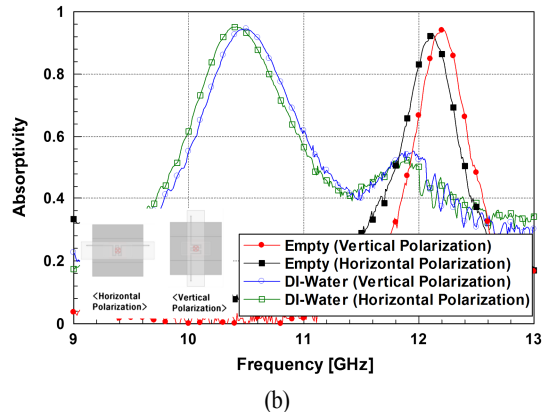 1
0.8
0.6
0.4
0.2
0
Absorptivity
<Horizontal
Polarization>
<Vertical
Polarization>
Empty (Vertical Polarization)
Empty (Horizontal Polarization)
DI-Water (Vertical Polarization)
DI-Water (Horizontal Polarization)
9 10 11 12 13
Frequency [GHz]
(b)